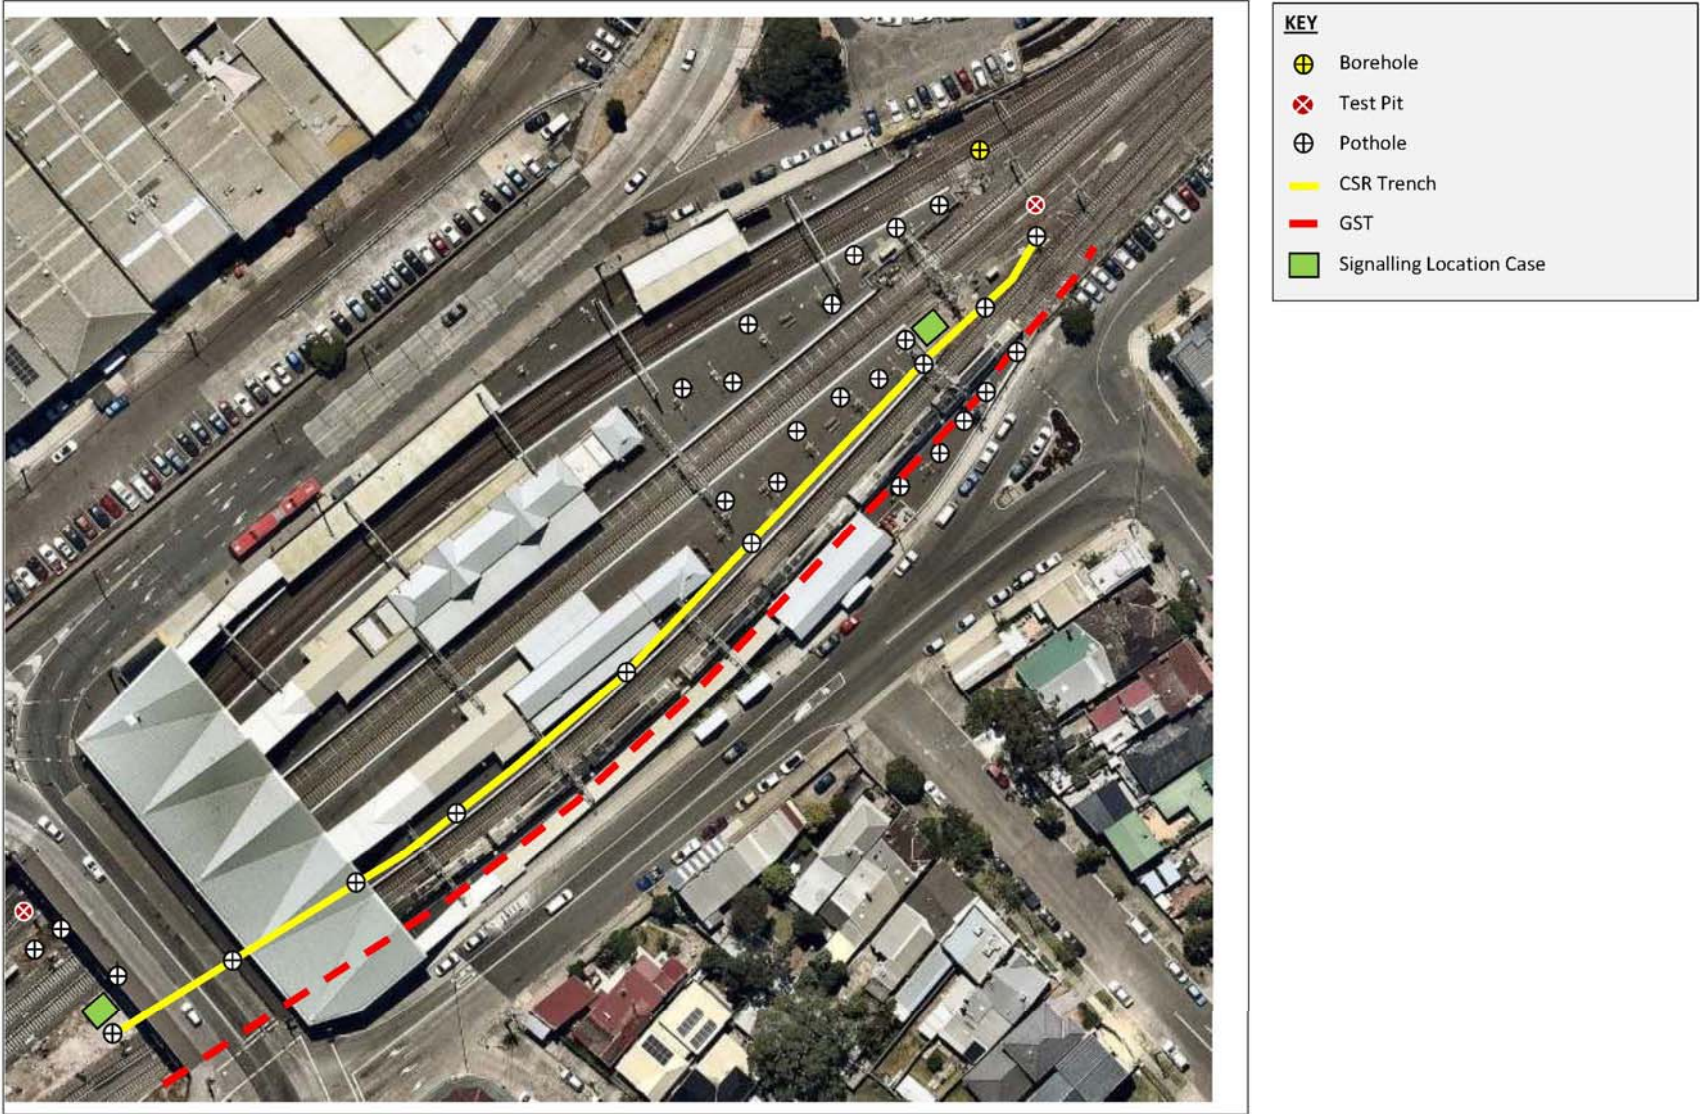 KEY
Borehole
Test Pit
Pothole
CSR Trench
GST
Signalling Location Case